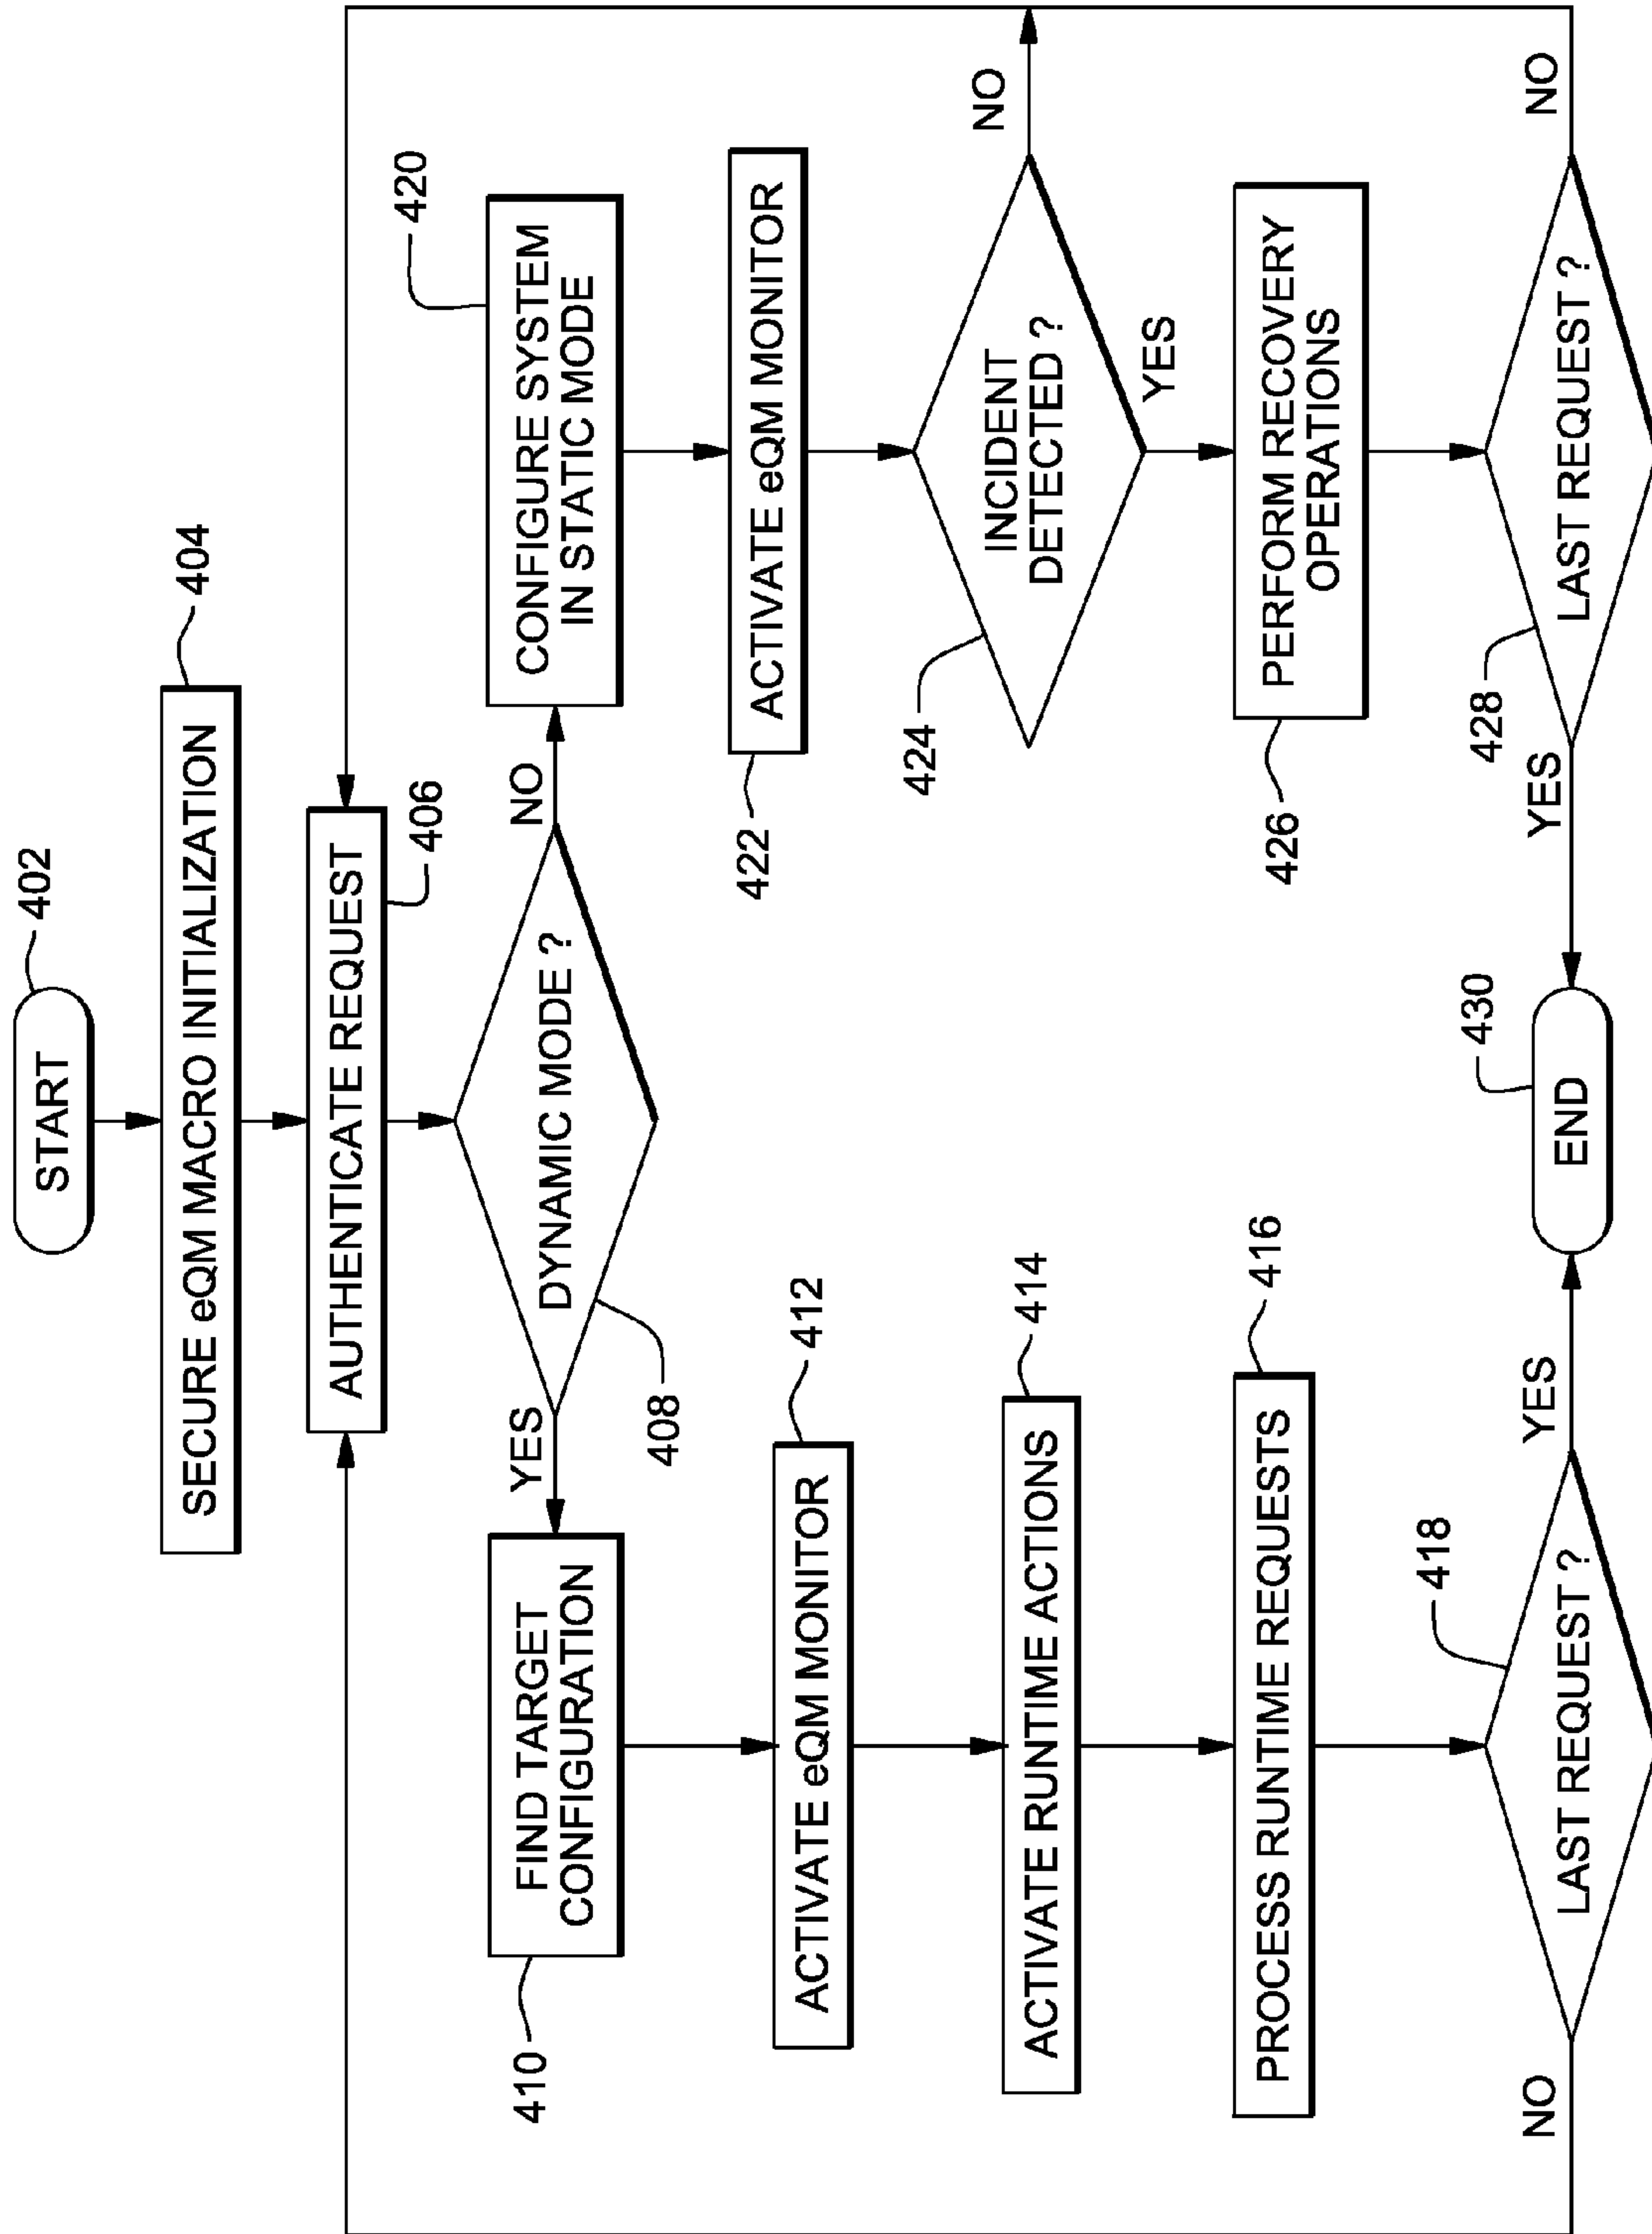 START
402
SECURE eQM MACRO INITIALIZATION
404
AUTHENTICATE REQUEST
406
DYNAMIC MODE ?
408
YES
NO
FIND TARGET
CONFIGURATION
410
ACTIVATE eQM MONITOR
412
ACTIVATE RUNTIME ACTIONS
414
PROCESS RUNTIME REQUESTS
416
LAST REQUEST ?
418
NO
YES
CONFIGURE SYSTEM
IN STATIC MODE
420
ACTIVATE eQM MONITOR
422
INCIDENT
DETECTED ?
424
NO
YES
PERFORM RECOVERY
OPERATIONS
426
LAST REQUEST ?
428
YES
NO
END
430